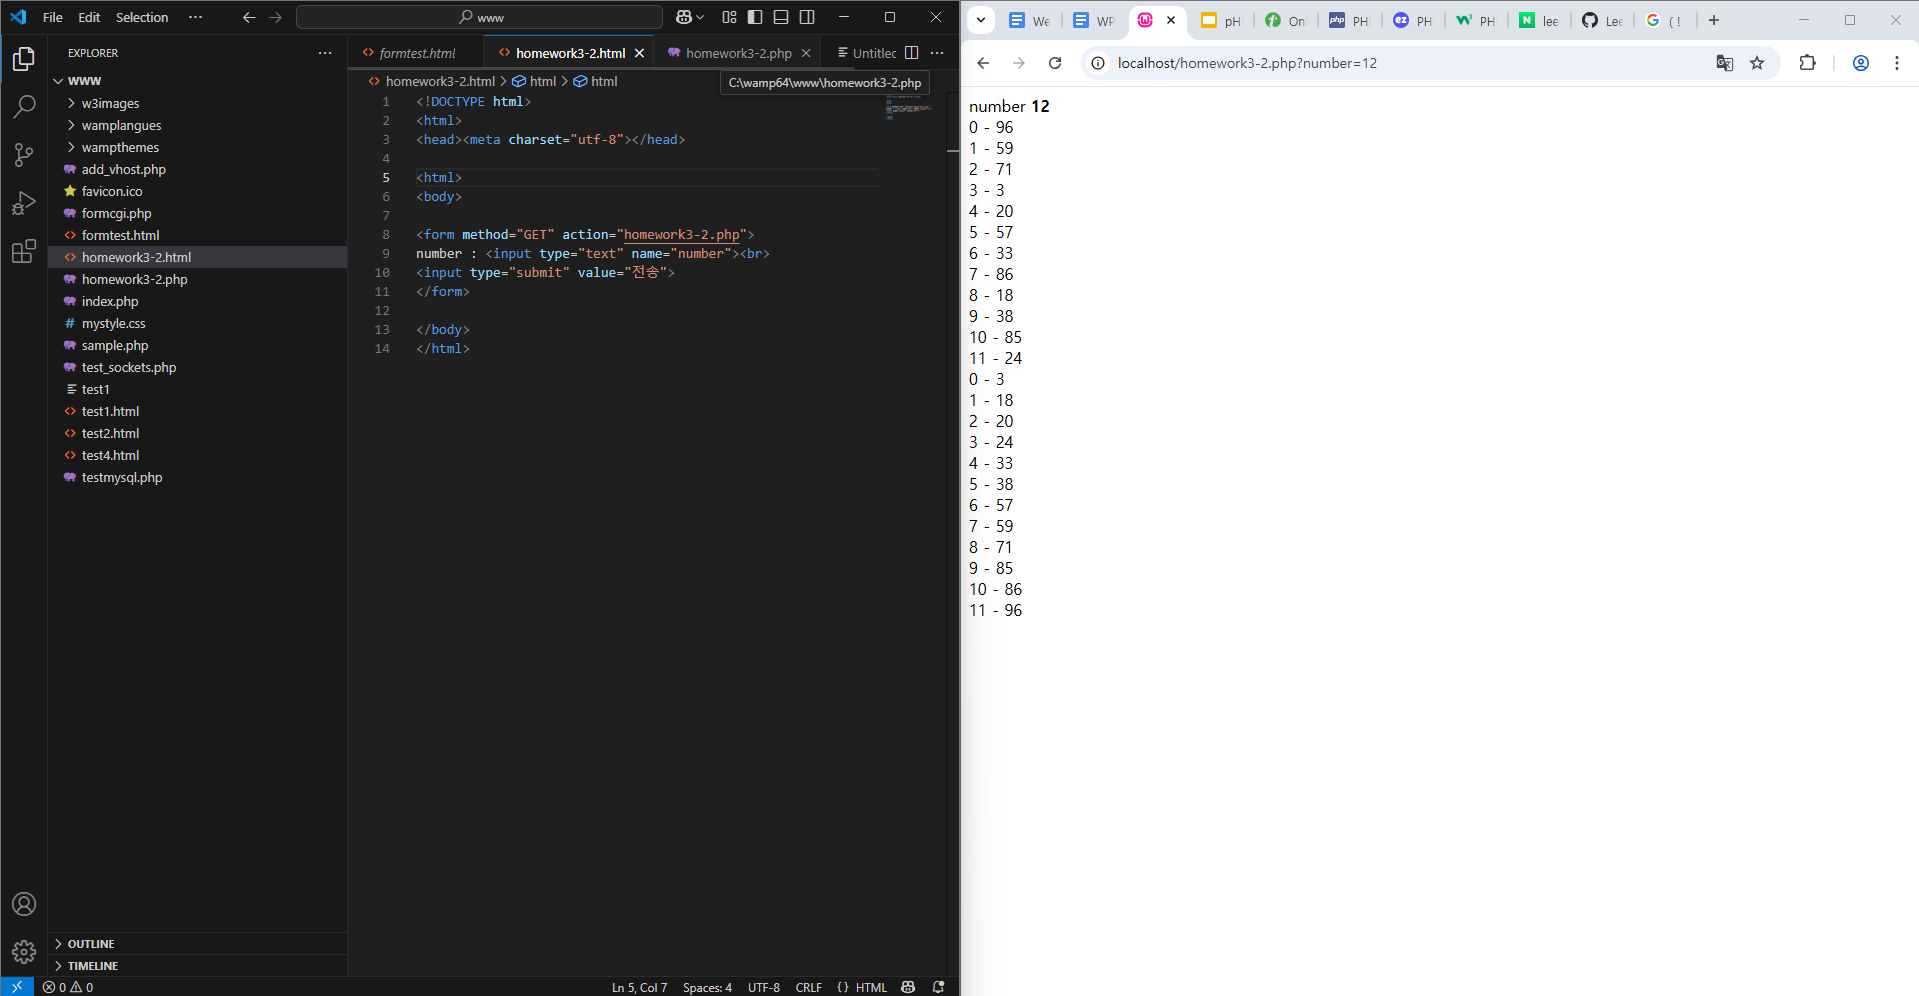 File Edit Selection ··· www
EXPLORER ···
WWW
w3images
wamplangues
wampthemes
add_vhost.php
favicon.ico
formcgi.php
formtest.html
homework3-2.html
homework3-2.php
index.php
mystyle.css
sample.php
test_sockets.php
test1
test1.html
test2.html
test4.html
testmysql.php
OUTLINE
TIMELINE
formtest.html homework3-2.html homework3-2.php Untitled ···
homework3-2.html > html > html
C:\wamp64\www\homework3-2.php
1 <!DOCTYPE html>
2 <html>
3 <head><meta charset="utf-8"></head>
4
5 <html>
6 <body>
7
8 <form method="GET" action="homework3-2.php">
9 number : <input type="text" name="number"><br>
10 <input type="submit" value="전송">
11 </form>
12
13 </body>
14 </html>
0 0 Ln 5, Col 7 Spaces: 4 UTF-8 CRLF {} HTML
We WP pH On PH PH PH lee Lee ( !
localhost/homework3-2.php?number=12
number 12
0 - 96
1 - 59
2 - 71
3 - 3
4 - 20
5 - 57
6 - 33
7 - 86
8 - 18
9 - 38
10 - 85
11 - 24
0 - 3
1 - 18
2 - 20
3 - 24
4 - 33
5 - 38
6 - 57
7 - 59
8 - 71
9 - 85
10 - 86
11 - 96